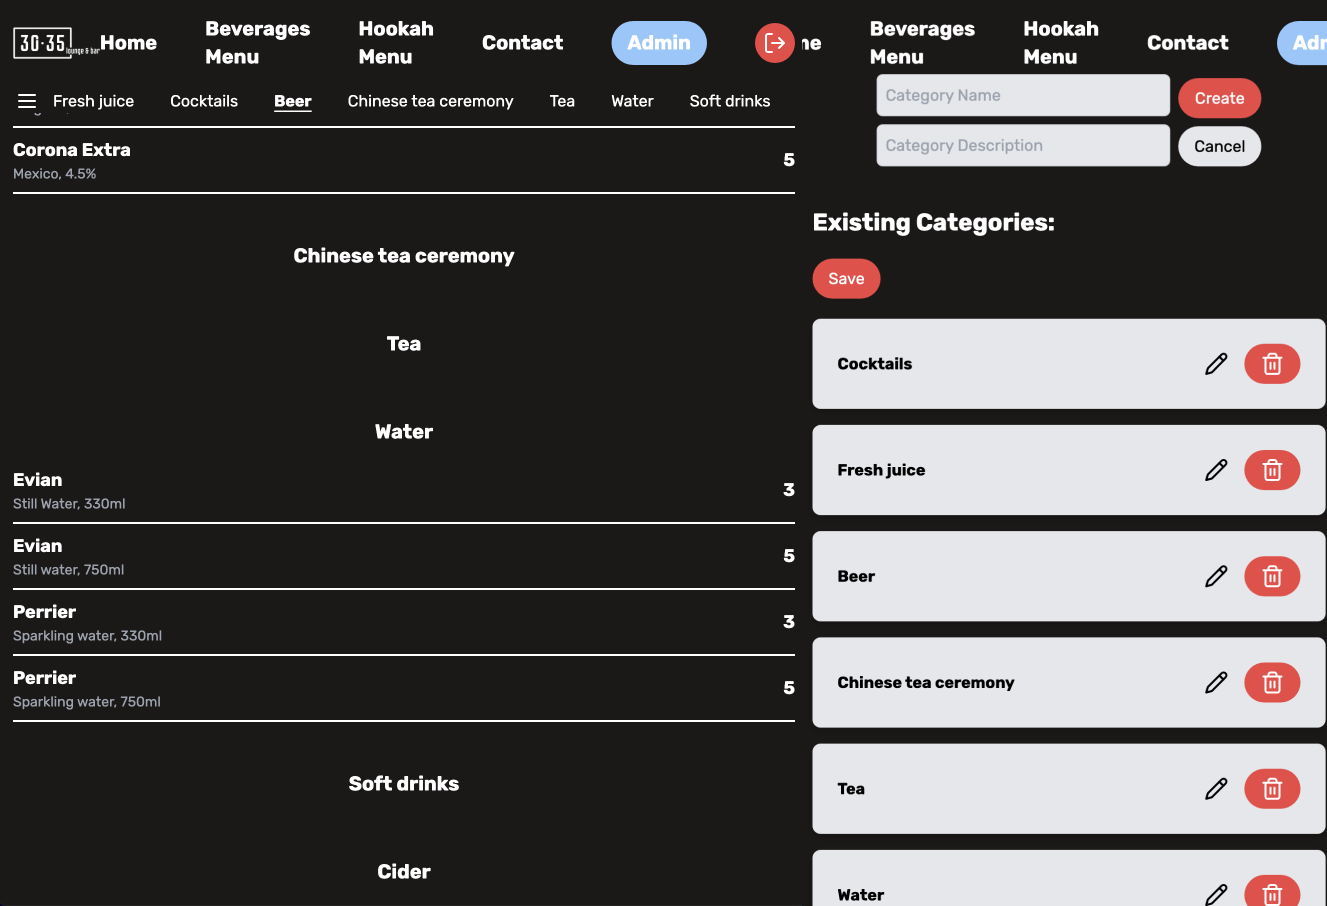 30·35
lounge & bar
Home
Beverages
Menu
Hookah
Menu
Contact
Admin
Fresh juice
Cocktails
Beer
Chinese tea ceremony
Tea
Water
Soft drinks
Corona Extra
Mexico, 4.5%
5
Chinese tea ceremony
Tea
Water
Evian
Still Water, 330ml
3
Evian
Still water, 750ml
5
Perrier
Sparkling water, 330ml
3
Perrier
Sparkling water, 750ml
5
Soft drinks
Cider
Beverages
Menu
Hookah
Menu
Contact
Category Name
Create
Category Description
Cancel
Existing Categories:
Save
Cocktails
Fresh juice
Beer
Chinese tea ceremony
Tea
Water